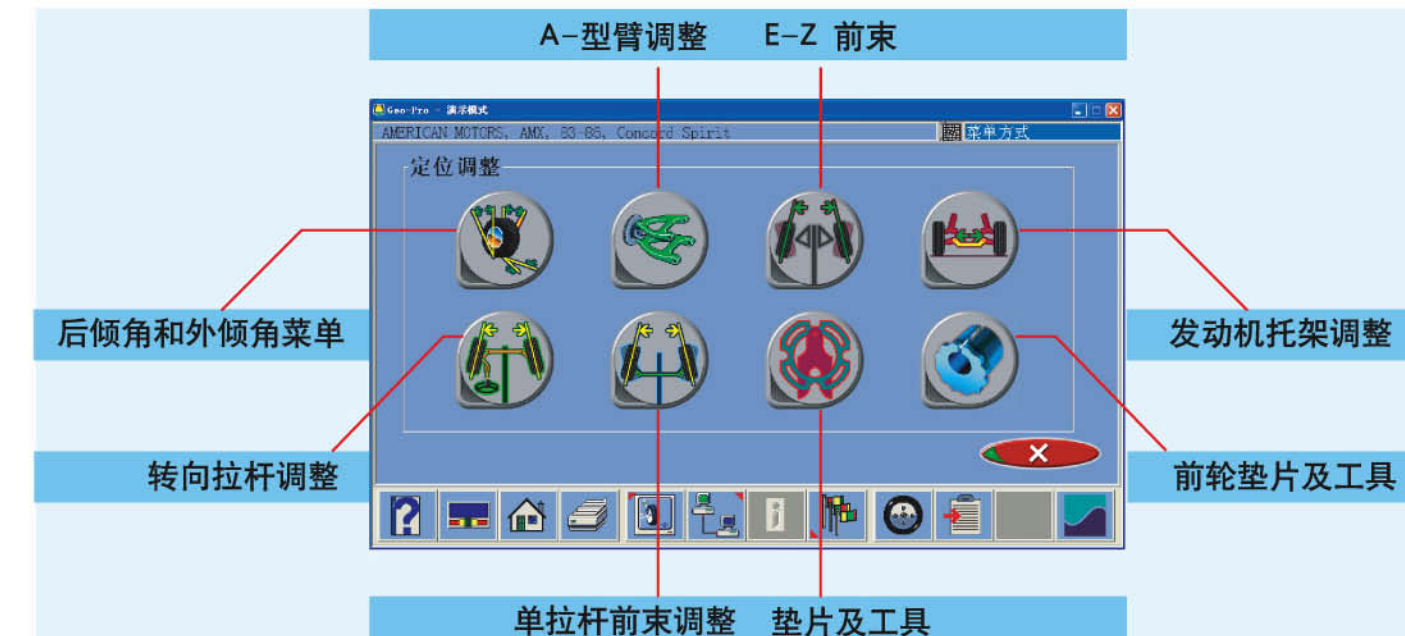 A-型臂调整 E-Z 前束
Geo-Pro - 演示模式
AMERICAN MOTORS, AMX, 83-86, Concord Spirit 菜单方式
定位调整
后倾角和外倾角菜单
发动机托架调整
转向拉杆调整
前轮垫片及工具
单拉杆前束调整 垫片及工具